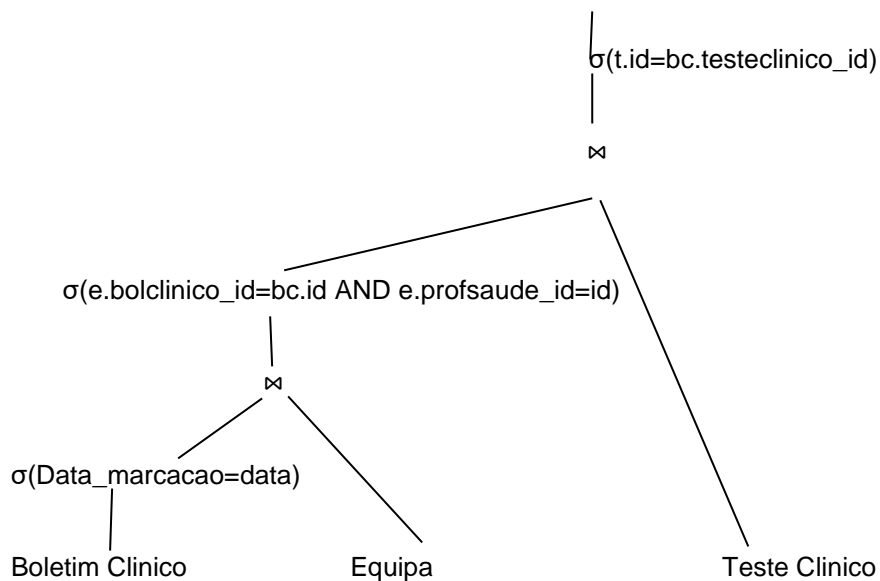 σ(t.id=bc.testeclinico_id)
⋈
σ(e.bolclinico_id=bc.id AND e.profsaude_id=id)
⋈
σ(Data_marcacao=data)
Boletim Clinico Equipa Teste Clinico